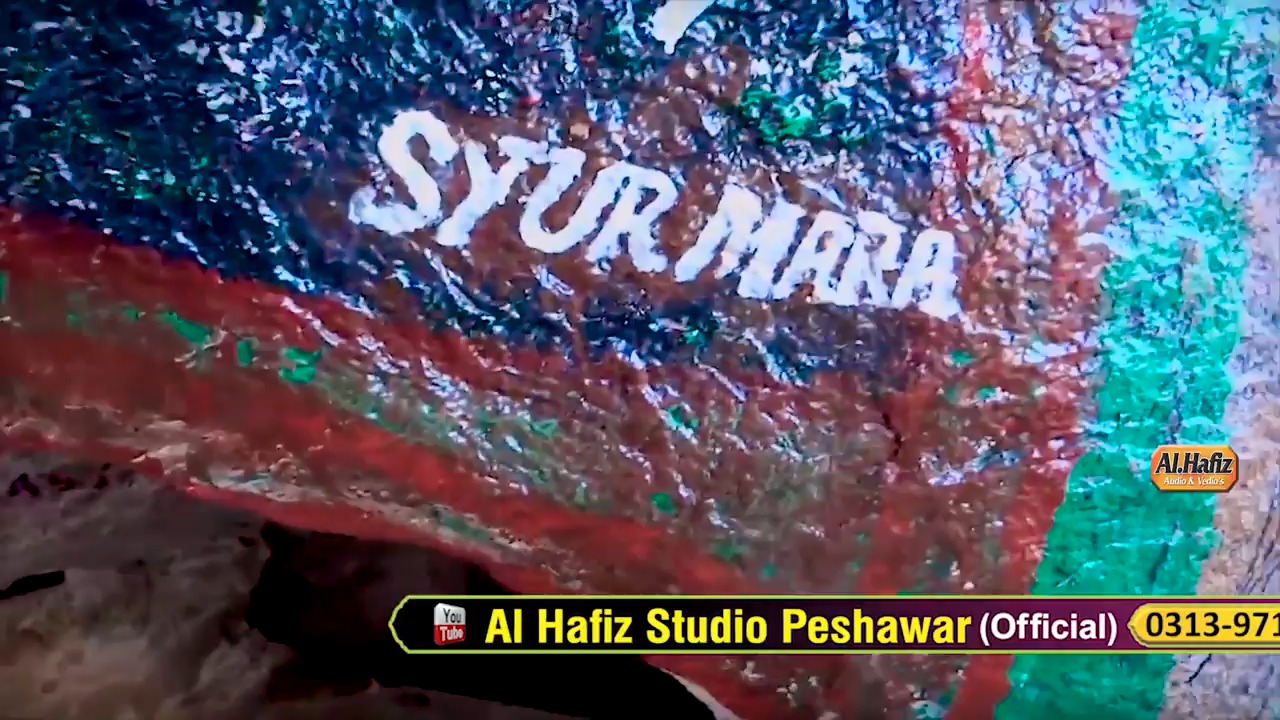 SYUR MARA
Al.Hafiz
Audio & Vedio's
You
Tube
Al Hafiz Studio Peshawar (Official)
0313-971